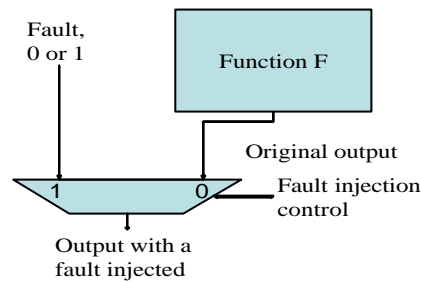 Fault,
0 or 1
Function F
Original output
1
0
Fault injection
control
Output with a
fault injected